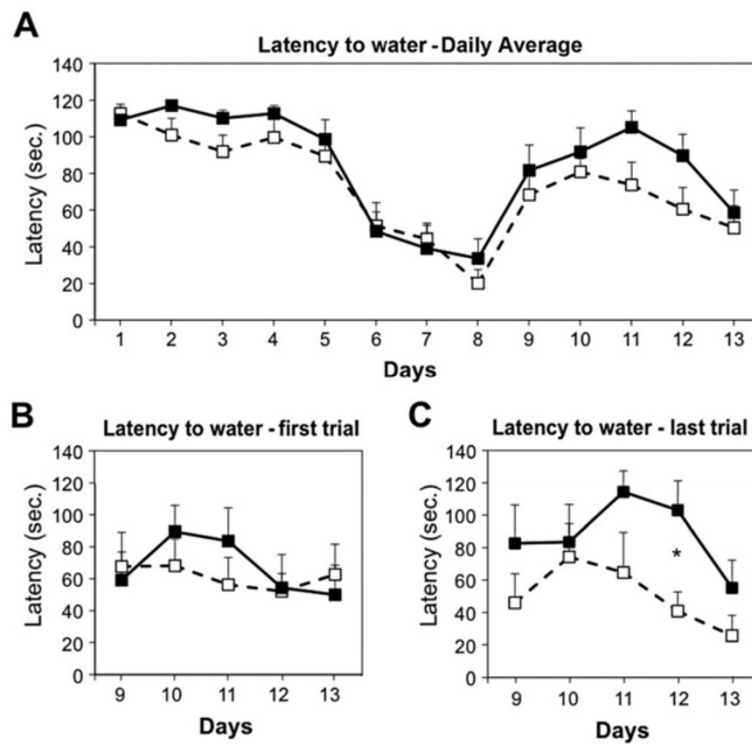 A
Latency to water - Daily Average
Latency (sec.)
140
120
100
80
60
40
20
0
1 2 3 4 5 6 7 8 9 10 11 12 13
Days
B
Latency to water - first trial
Latency (sec.)
140
120
100
80
60
40
20
0
9 10 11 12 13
Days
C
Latency to water - last trial
Latency (sec.)
140
120
100
80
60
40
20
0
*
9 10 11 12 13
Days